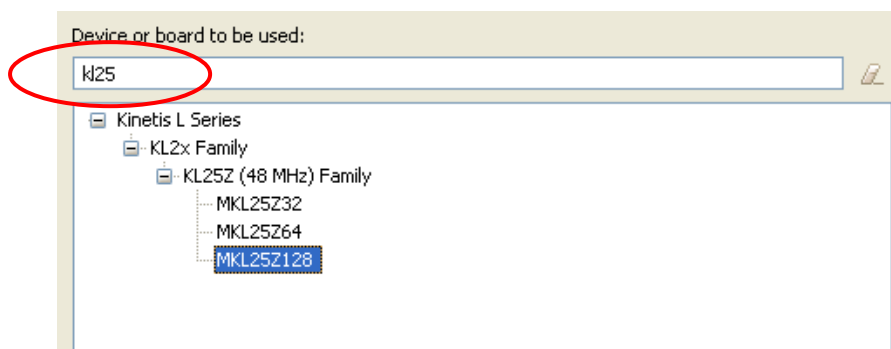 Device or board to be used:
kl25
Kinetis L Series
KL2x Family
KL25Z (48 MHz) Family
MKL25Z32
MKL25Z64
MKL25Z128